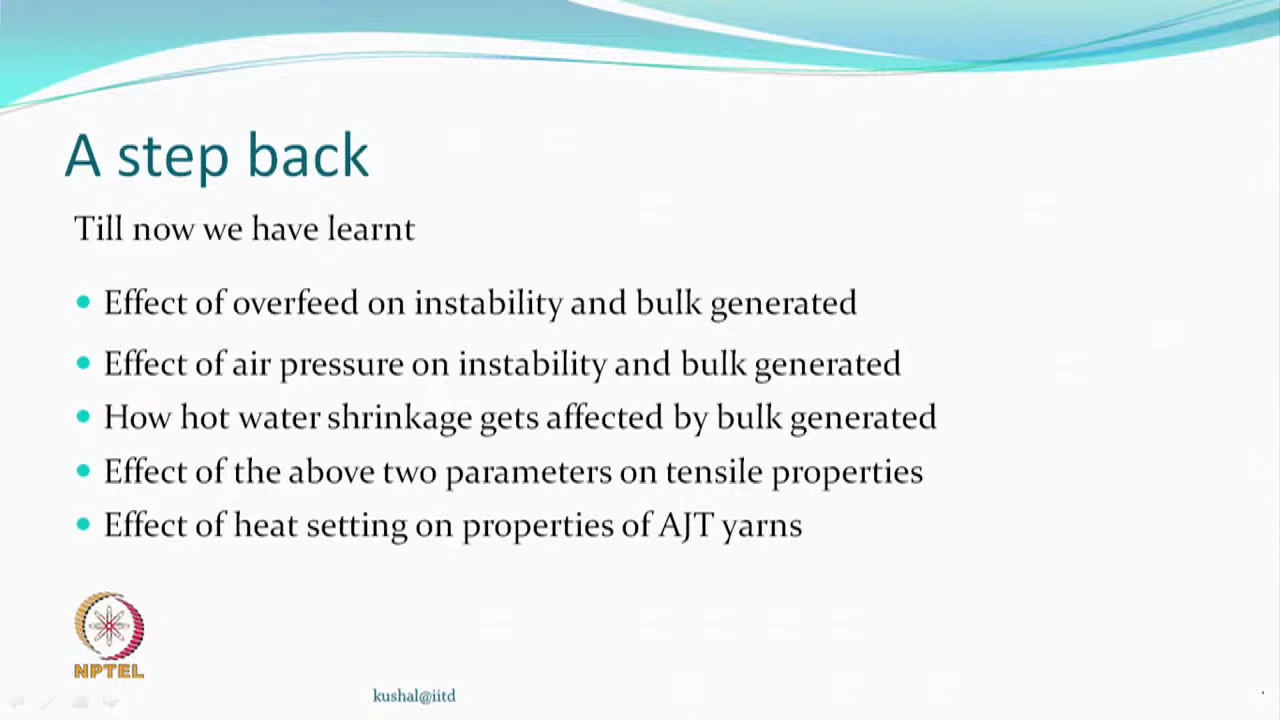 A step back
Till now we have learnt
• Effect of overfeed on instability and bulk generated
• Effect of air pressure on instability and bulk generated
• How hot water shrinkage gets affected by bulk generated
• Effect of the above two parameters on tensile properties
• Effect of heat setting on properties of AJT yarns
NPTEL
kushal@iitd